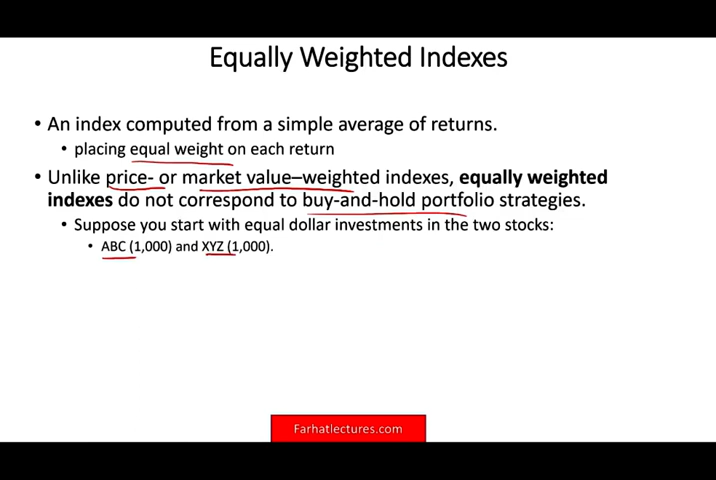 Equally Weighted Indexes
• An index computed from a simple average of returns.
• placing equal weight on each return
• Unlike price- or market value–weighted indexes, equally weighted
indexes do not correspond to buy-and-hold portfolio strategies.
• Suppose you start with equal dollar investments in the two stocks:
• ABC (1,000) and XYZ (1,000).
Farhatlectures.com